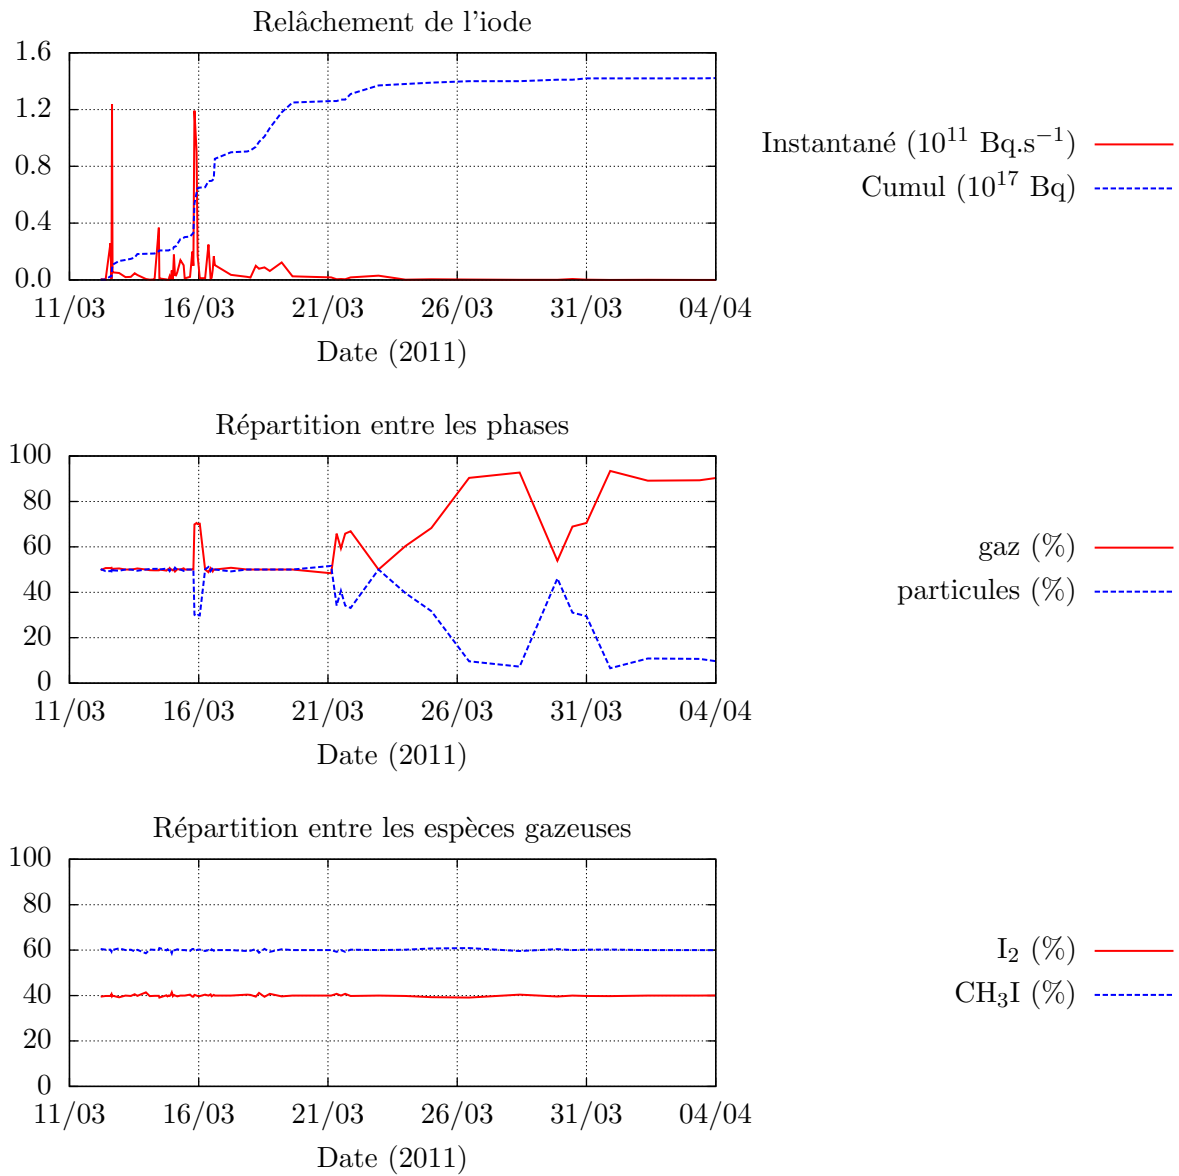 Relâchement de l'iode
1.6
1.2
0.8
0.4
0.0
11/03 16/03 21/03 26/03 31/03 04/04
Date (2011)
Instantané (10¹¹ Bq.s⁻¹)
Cumul (10¹⁷ Bq)
Répartition entre les phases
100
80
60
40
20
0
11/03 16/03 21/03 26/03 31/03 04/04
Date (2011)
gaz (%)
particules (%)
Répartition entre les espèces gazeuses
100
80
60
40
20
0
11/03 16/03 21/03 26/03 31/03 04/04
Date (2011)
I₂ (%)
CH₃I (%)